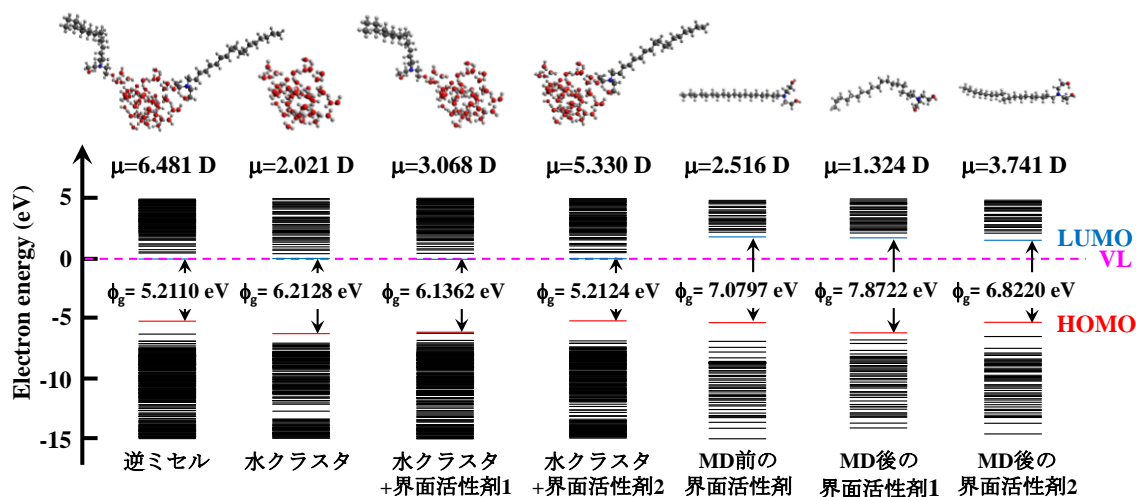 μ=6.481 D μ=2.021 D μ=3.068 D μ=5.330 D μ=2.516 D μ=1.324 D μ=3.741 D
Electron energy (eV)
5
LUMO
0
VL
ϕg= 5.2110 eV ϕg= 6.2128 eV ϕg= 6.1362 eV ϕg= 5.2124 eV ϕg= 7.0797 eV ϕg= 7.8722 eV ϕg= 6.8220 eV
-5
HOMO
-10
-15
逆ミセル 水クラスタ 水クラスタ 水クラスタ MD前の MD後の MD後の
+界面活性剤1 +界面活性剤2 界面活性剤 界面活性剤1 界面活性剤2